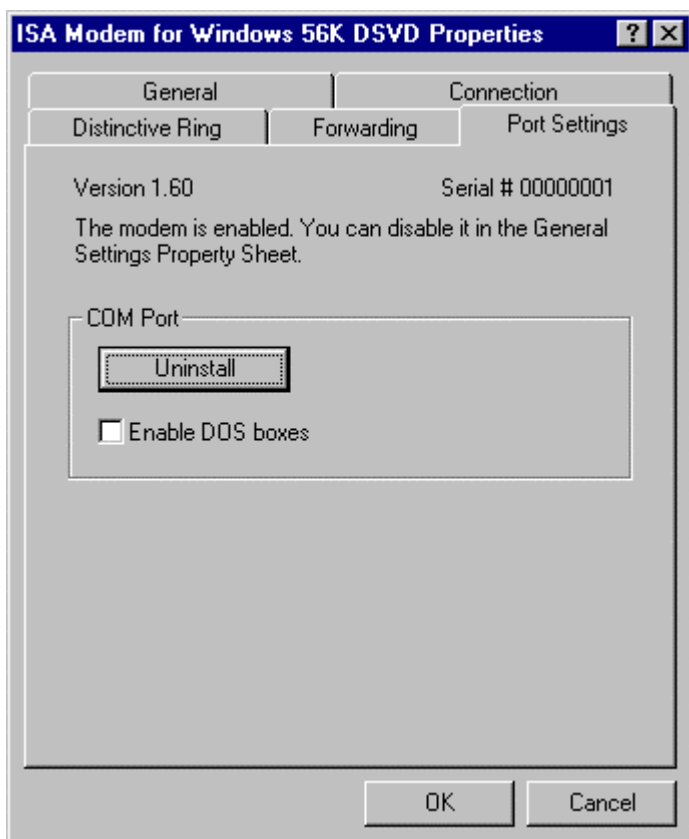 ISA Modem for Windows 56K DSVD Properties
General Connection
Distinctive Ring Forwarding Port Settings
Version 1.60 Serial # 00000001
The modem is enabled. You can disable it in the General
Settings Property Sheet.
COM Port
Uninstall
Enable DOS boxes
OK Cancel